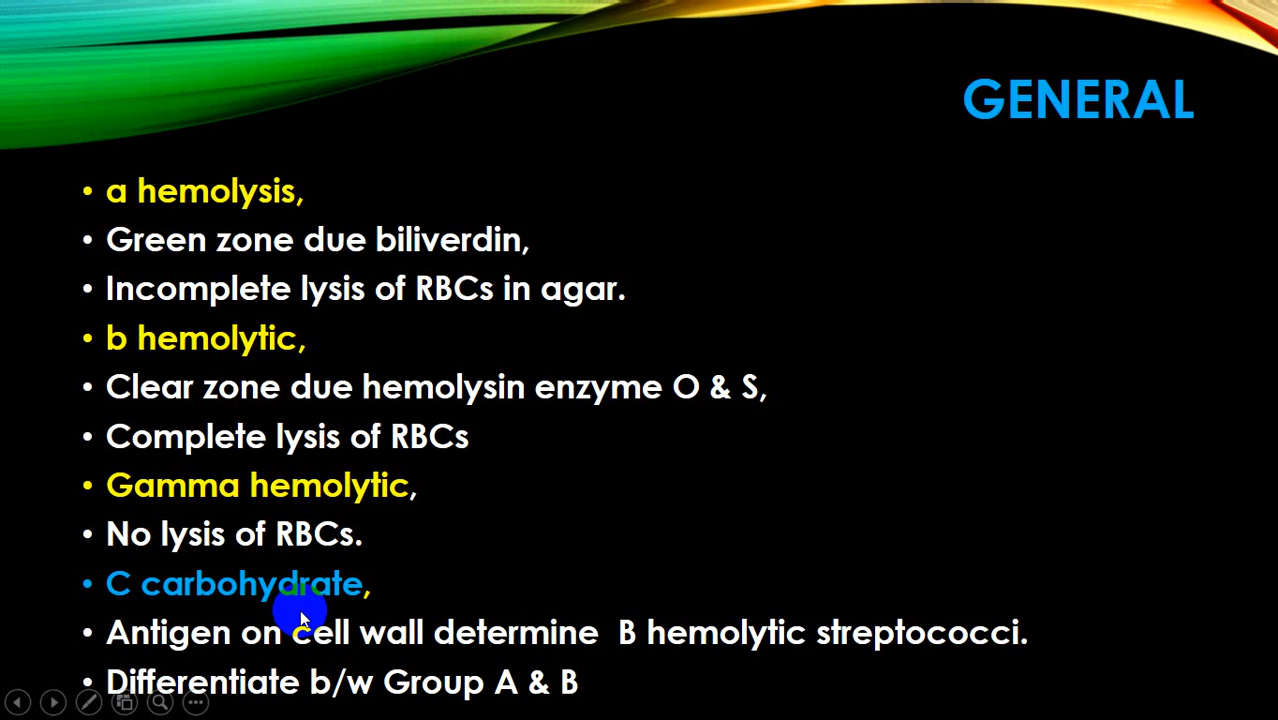 GENERAL
• a hemolysis,
• Green zone due biliverdin,
• Incomplete lysis of RBCs in agar.
• b hemolytic,
• Clear zone due hemolysin enzyme O & S,
• Complete lysis of RBCs
• Gamma hemolytic,
• No lysis of RBCs.
• C carbohydrate,
• Antigen on cell wall determine B hemolytic streptococci.
• Differentiate b/w Group A & B